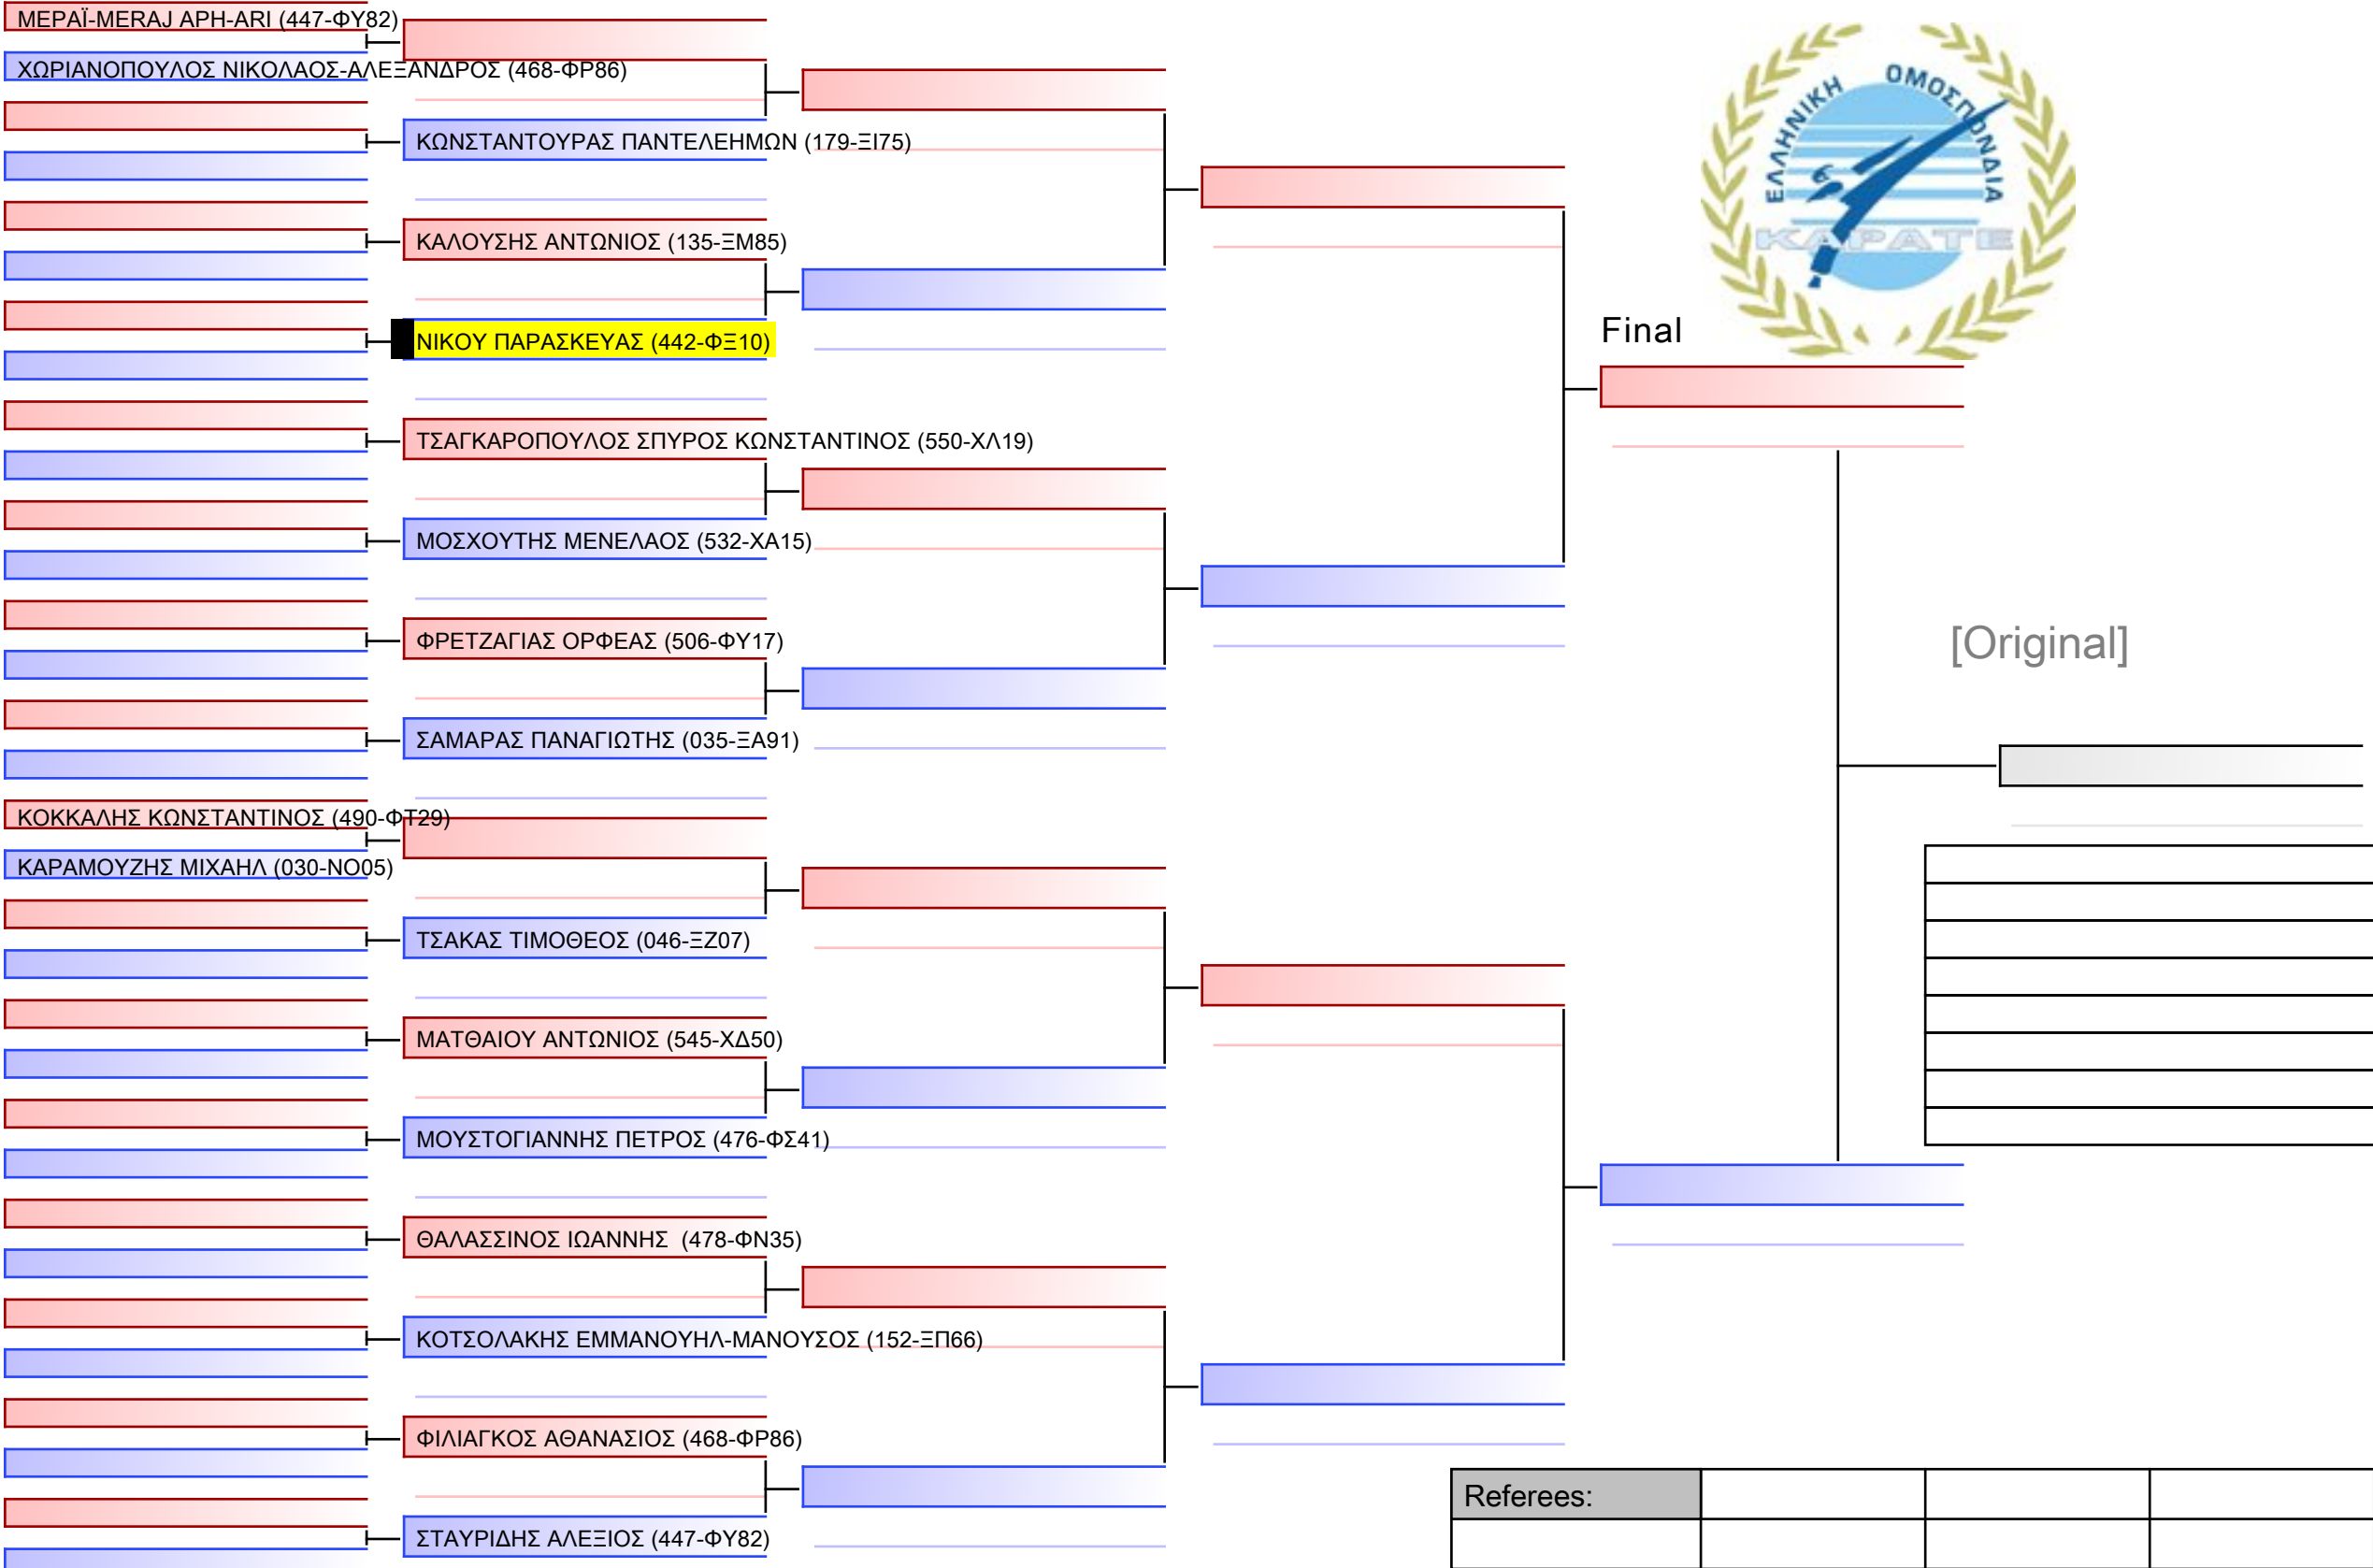 ΜΕΡΑΪ-MERAJ APH-ARI (447-ΦΥ82)
ΧΩΡΙΑΝΟΠΟΥΛΟΣ ΝΙΚΟΛΑΟΣ-ΑΛΕΞΑΝΔΡΟΣ (468-ΦΡ86)
ΚΩΝΣΤΑΝΤΟΥΡΑΣ ΠΑΝΤΕΛΕΗΜΩΝ (179-ΞΙ75)
ΚΑΛΟΥΣΗΣ ΑΝΤΩΝΙΟΣ (135-ΞΜ85)
ΝΙΚΟΥ ΠΑΡΑΣΚΕΥΑΣ (442-ΦΞ10)
ΤΣΑΓΚΑΡΟΠΟΥΛΟΣ ΣΠΥΡΟΣ ΚΩΝΣΤΑΝΤΙΝΟΣ (550-ΧΛ19)
ΜΟΣΧΟΥΤΗΣ ΜΕΝΕΛΑΟΣ (532-ΧΑ15)
ΦΡΕΤΖΑΓΙΑΣ ΟΡΦΕΑΣ (506-ΦΥ17)
ΣΑΜΑΡΑΣ ΠΑΝΑΓΙΩΤΗΣ (035-ΞΑ91)
ΚΟΚΚΑΛΗΣ ΚΩΝΣΤΑΝΤΙΝΟΣ (490-ΦΤ29)
ΚΑΡΑΜΟΥΖΗΣ ΜΙΧΑΗΛ (030-ΝΟ05)
ΤΣΑΚΑΣ ΤΙΜΟΘΕΟΣ (046-ΞΖ07)
ΜΑΤΘΑΙΟΥ ΑΝΤΩΝΙΟΣ (545-ΧΔ50)
ΜΟΥΣΤΟΓΙΑΝΝΗΣ ΠΕΤΡΟΣ (476-ΦΣ41)
ΘΑΛΑΣΣΙΝΟΣ ΙΩΑΝΝΗΣ (478-ΦΝ35)
ΚΟΤΣΟΛΑΚΗΣ ΕΜΜΑΝΟΥΗΛ-ΜΑΝΟΥΣΟΣ (152-ΞΠ66)
ΦΙΛΙΑΓΚΟΣ ΑΘΑΝΑΣΙΟΣ (468-ΦΡ86)
ΣΤΑΥΡΙΔΗΣ ΑΛΕΞΙΟΣ (447-ΦΥ82)
ΕΛΛΗΝΙΚΗ ΟΜΟΣΠΟΝΔΙΑ
ΚΑΡΑΤΕ
Final
[Original]
Referees: